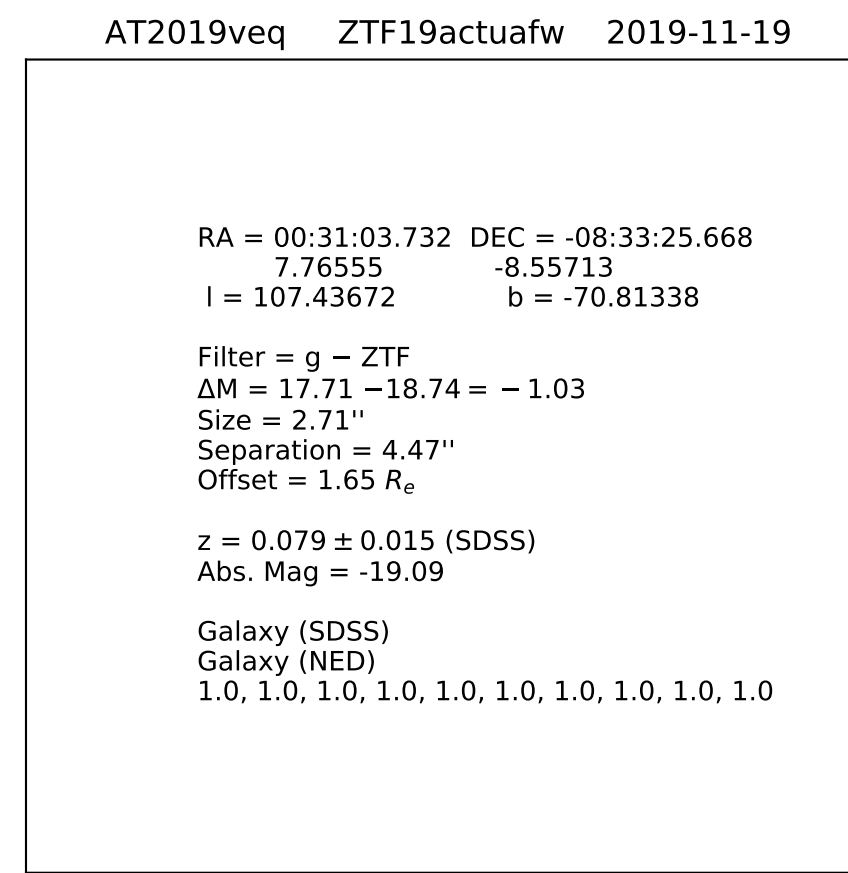 AT2019veq ZTF19actuafw 2019-11-19
RA = 00:31:03.732 DEC = -08:33:25.668
7.76555 -8.55713
l = 107.43672 b = -70.81338
Filter = g − ZTF
ΔM = 17.71 −18.74 = − 1.03
Size = 2.71''
Separation = 4.47''
Offset = 1.65 Rₑ
z = 0.079 ± 0.015 (SDSS)
Abs. Mag = -19.09
Galaxy (SDSS)
Galaxy (NED)
1.0, 1.0, 1.0, 1.0, 1.0, 1.0, 1.0, 1.0, 1.0, 1.0